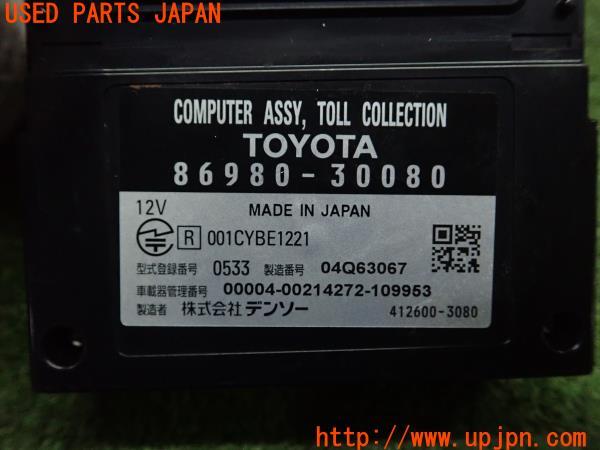 USED PARTS JAPAN
COMPUTER ASSY, TOLL COLLECTION
TOYOTA
86980-30080
12V MADE IN JAPAN
R 001CYBE1221
型式登録番号 0533 製造番号 04Q63067
車載器管理番号 00004-00214272-109953
製造者 株式会社デンソー 412600-3080
http://www.upjpn.com